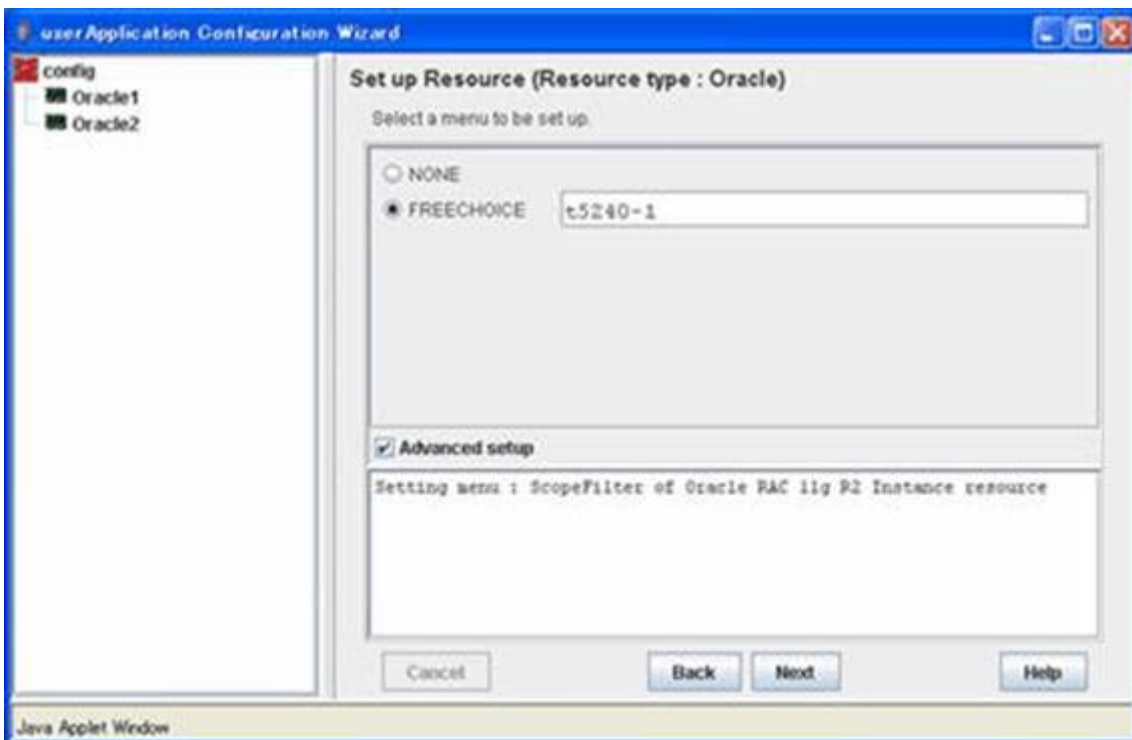 userApplication Configuration Wizard
config
Oracle1
Oracle2
Set up Resource (Resource type : Oracle)
Select a menu to be set up.
NONE
FREECHOICE t5240-1
Advanced setup
Setting menu : ScopeFilter of Oracle RAC 11g R2 Instance resource
Cancel Back Next Help
Java Applet Window